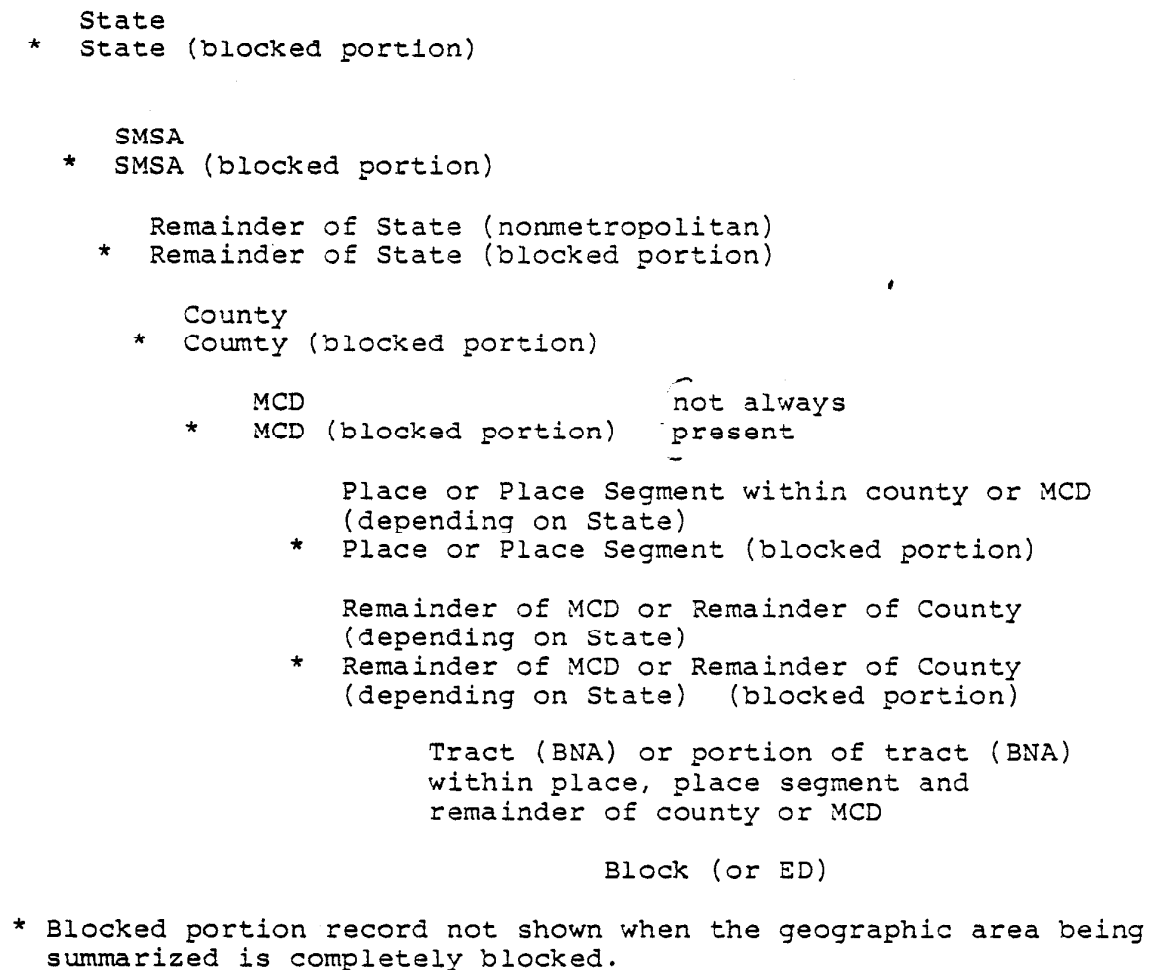 State
* State (blocked portion)
SMSA
* SMSA (blocked portion)
Remainder of State (nonmetropolitan)
* Remainder of State (blocked portion)
County
* Coumty (blocked portion)
MCD not always
* MCD (blocked portion) present
Place or Place Segment within county or MCD
(depending on State)
* Place or Place Segment (blocked portion)
Remainder of MCD or Remainder of County
(depending on State)
* Remainder of MCD or Remainder of County
(depending on State) (blocked portion)
Tract (BNA) or portion of tract (BNA)
within place, place segment and
remainder of county or MCD
Block (or ED)
* Blocked portion record not shown when the geographic area being
summarized is completely blocked.